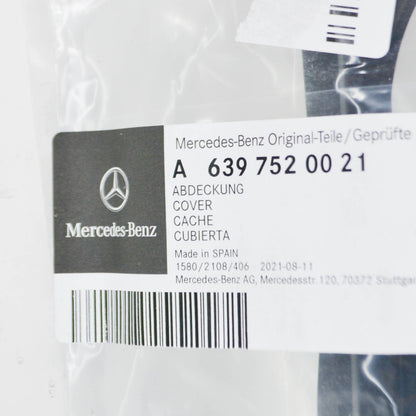 Mercedes-Benz Original-Teile/Geprüfte
A 639 752 00 21
ABDECKUNG
COVER
CACHE
CUBIERTA
Made in SPAIN
1580/2108/406 2021-08-11
Mercedes-Benz AG, Mercedesstr.120, 70372 Stuttgar
Mercedes-Benz